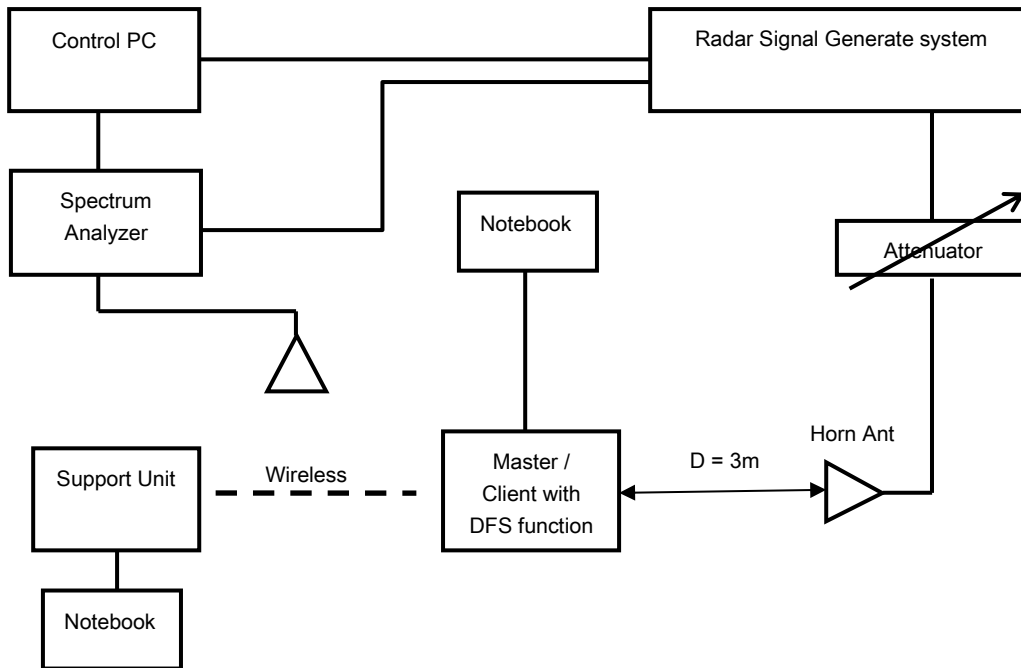 Control PC
Radar Signal Generate system
Spectrum
Analyzer
Notebook
Attenuator
Horn Ant
Support Unit
Wireless
Master /
Client with
DFS function
D = 3m
Notebook